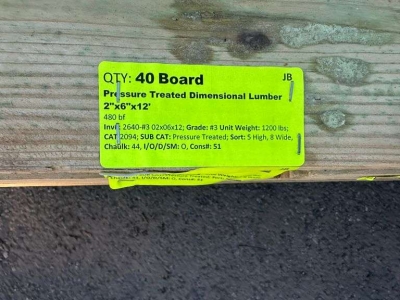 QTY: 40 Board JB
Pressure Treated Dimensional Lumber
2"x6"x12'
480 bf
Inv#: 2640-#3 02x06x12; Grade: #3 Unit Weight: 1200 lbs;
CAT 2094; SUB CAT: Pressure Treated; Sort: 5 High, 8 Wide,
Chaulk: 44, I/O/D/SM: O, Cons#: 51